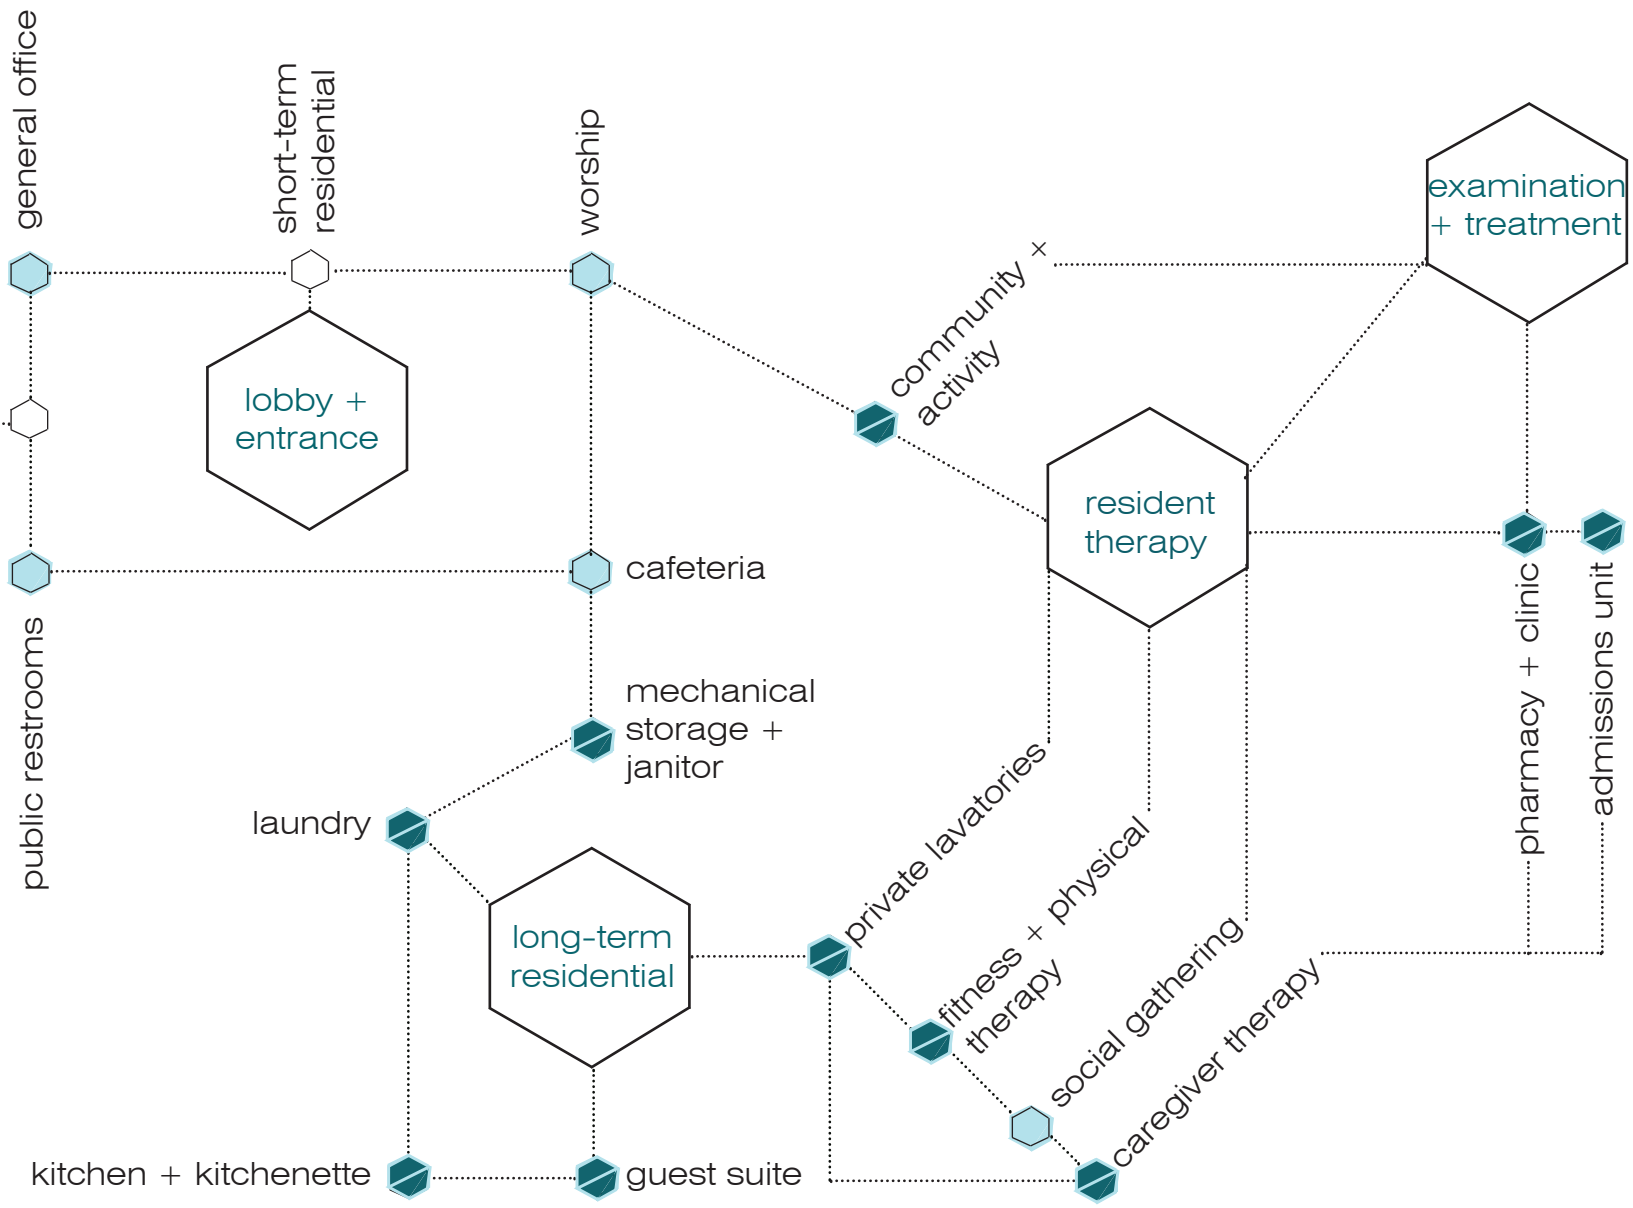 general office
short-term
residential
worship
examination
+ treatment
community +
activity
lobby +
entrance
resident
therapy
cafeteria
public restrooms
pharmacy + clinic
admissions unit
mechanical
storage +
janitor
laundry
private lavatories
long-term
residential
fitness + physical
therapy
social gathering
caregiver therapy
kitchen + kitchenette
guest suite